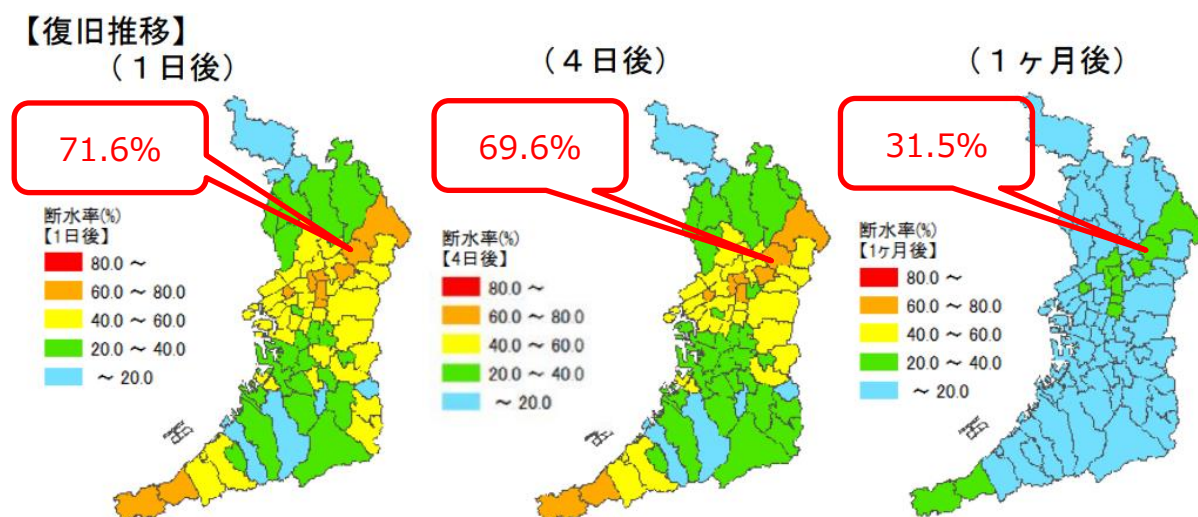 【復旧推移】
（１日後）
（４日後）
（１ヶ月後）
71.6%
69.6%
31.5%
断水率(%)
【1日後】
80.0 ～
60.0 ～ 80.0
40.0 ～ 60.0
20.0 ～ 40.0
～ 20.0
断水率(%)
【4日後】
80.0 ～
60.0 ～ 80.0
40.0 ～ 60.0
20.0 ～ 40.0
～ 20.0
断水率(%)
【1ヶ月後】
80.0 ～
60.0 ～ 80.0
40.0 ～ 60.0
20.0 ～ 40.0
～ 20.0